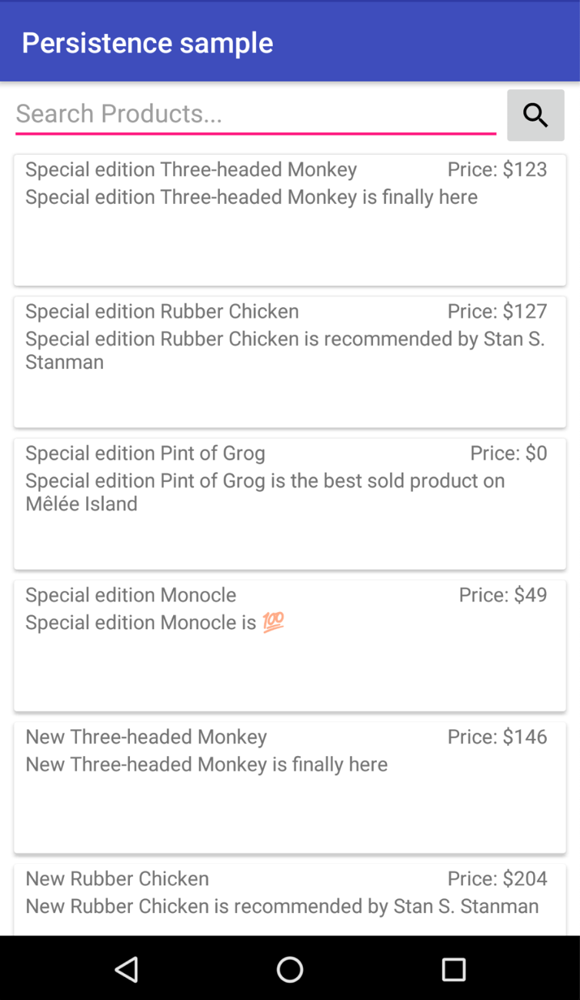 Persistence sample
Search Products...
Special edition Three-headed Monkey Price: $123
Special edition Three-headed Monkey is finally here
Special edition Rubber Chicken Price: $127
Special edition Rubber Chicken is recommended by Stan S.
Stanman
Special edition Pint of Grog Price: $0
Special edition Pint of Grog is the best sold product on
Mêlée Island
Special edition Monocle Price: $49
Special edition Monocle is 💯
New Three-headed Monkey Price: $146
New Three-headed Monkey is finally here
New Rubber Chicken Price: $204
New Rubber Chicken is recommended by Stan S. Stanman